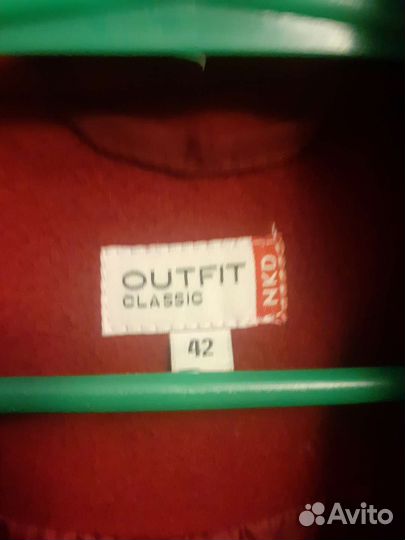 OUTFIT
CLASSIC
NKD
42
Avito